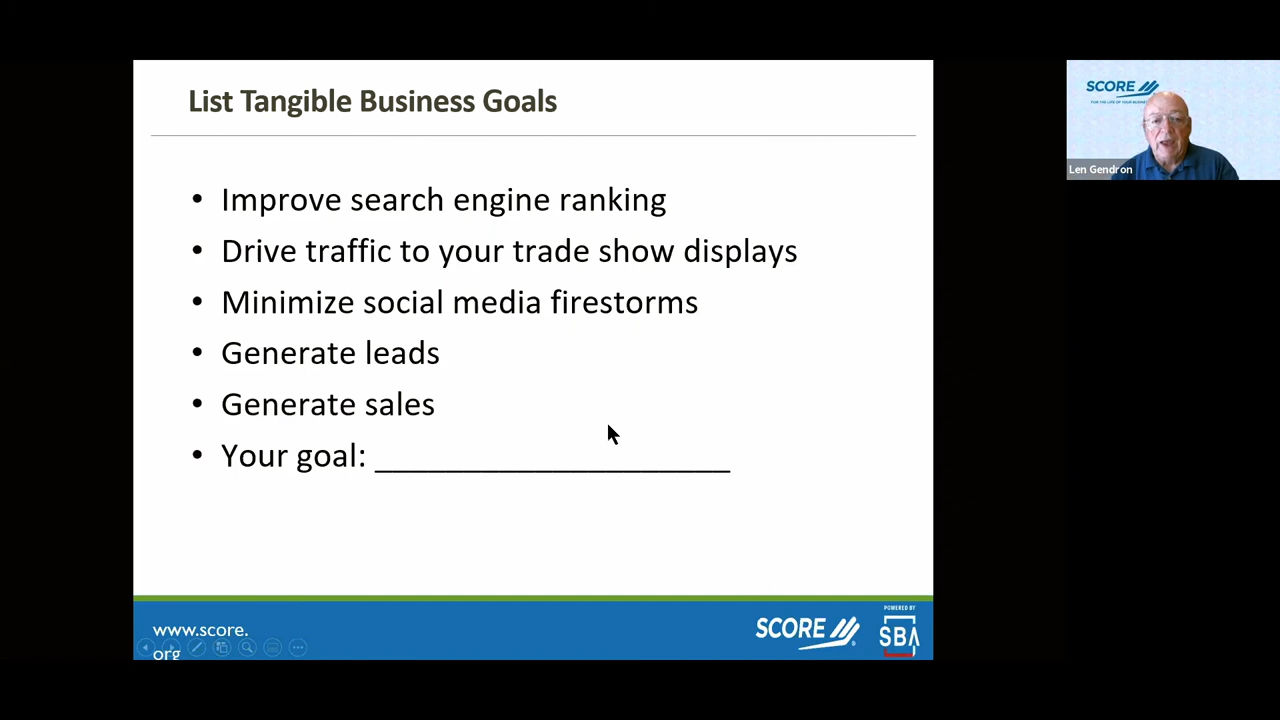 List Tangible Business Goals
• Improve search engine ranking
• Drive traffic to your trade show displays
• Minimize social media firestorms
• Generate leads
• Generate sales
• Your goal: ______________________
www.score.
org
SCORE
POWERED BY
SBA
SCORE
FOR THE LIFE OF YOUR BUSINESS
Len Gendron